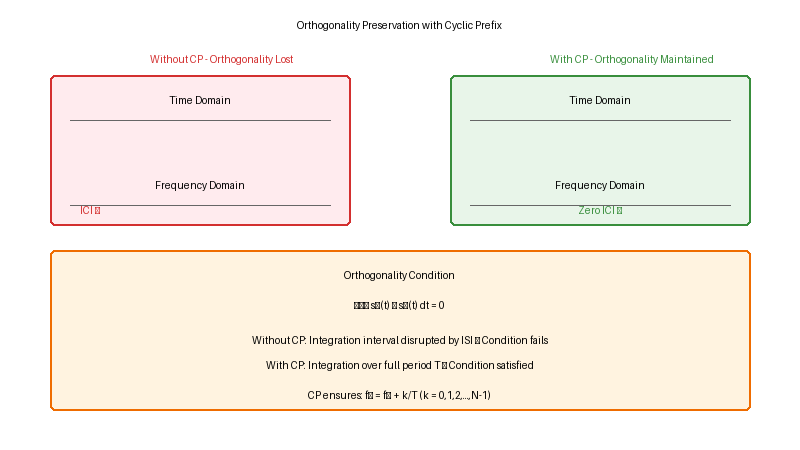 Orthogonality Preservation with Cyclic Prefix
Without CP - Orthogonality Lost
With CP - Orthogonality Maintained
Time Domain
Time Domain
Frequency Domain
Frequency Domain
ICI
Zero ICI
Orthogonality Condition
(t) (t) dt = 0
Without CP: Integration interval disrupted by ISI Condition fails
With CP: Integration over full period T Condition satisfied
CP ensures: = + k/T (k = 0,1,2,...,N-1)